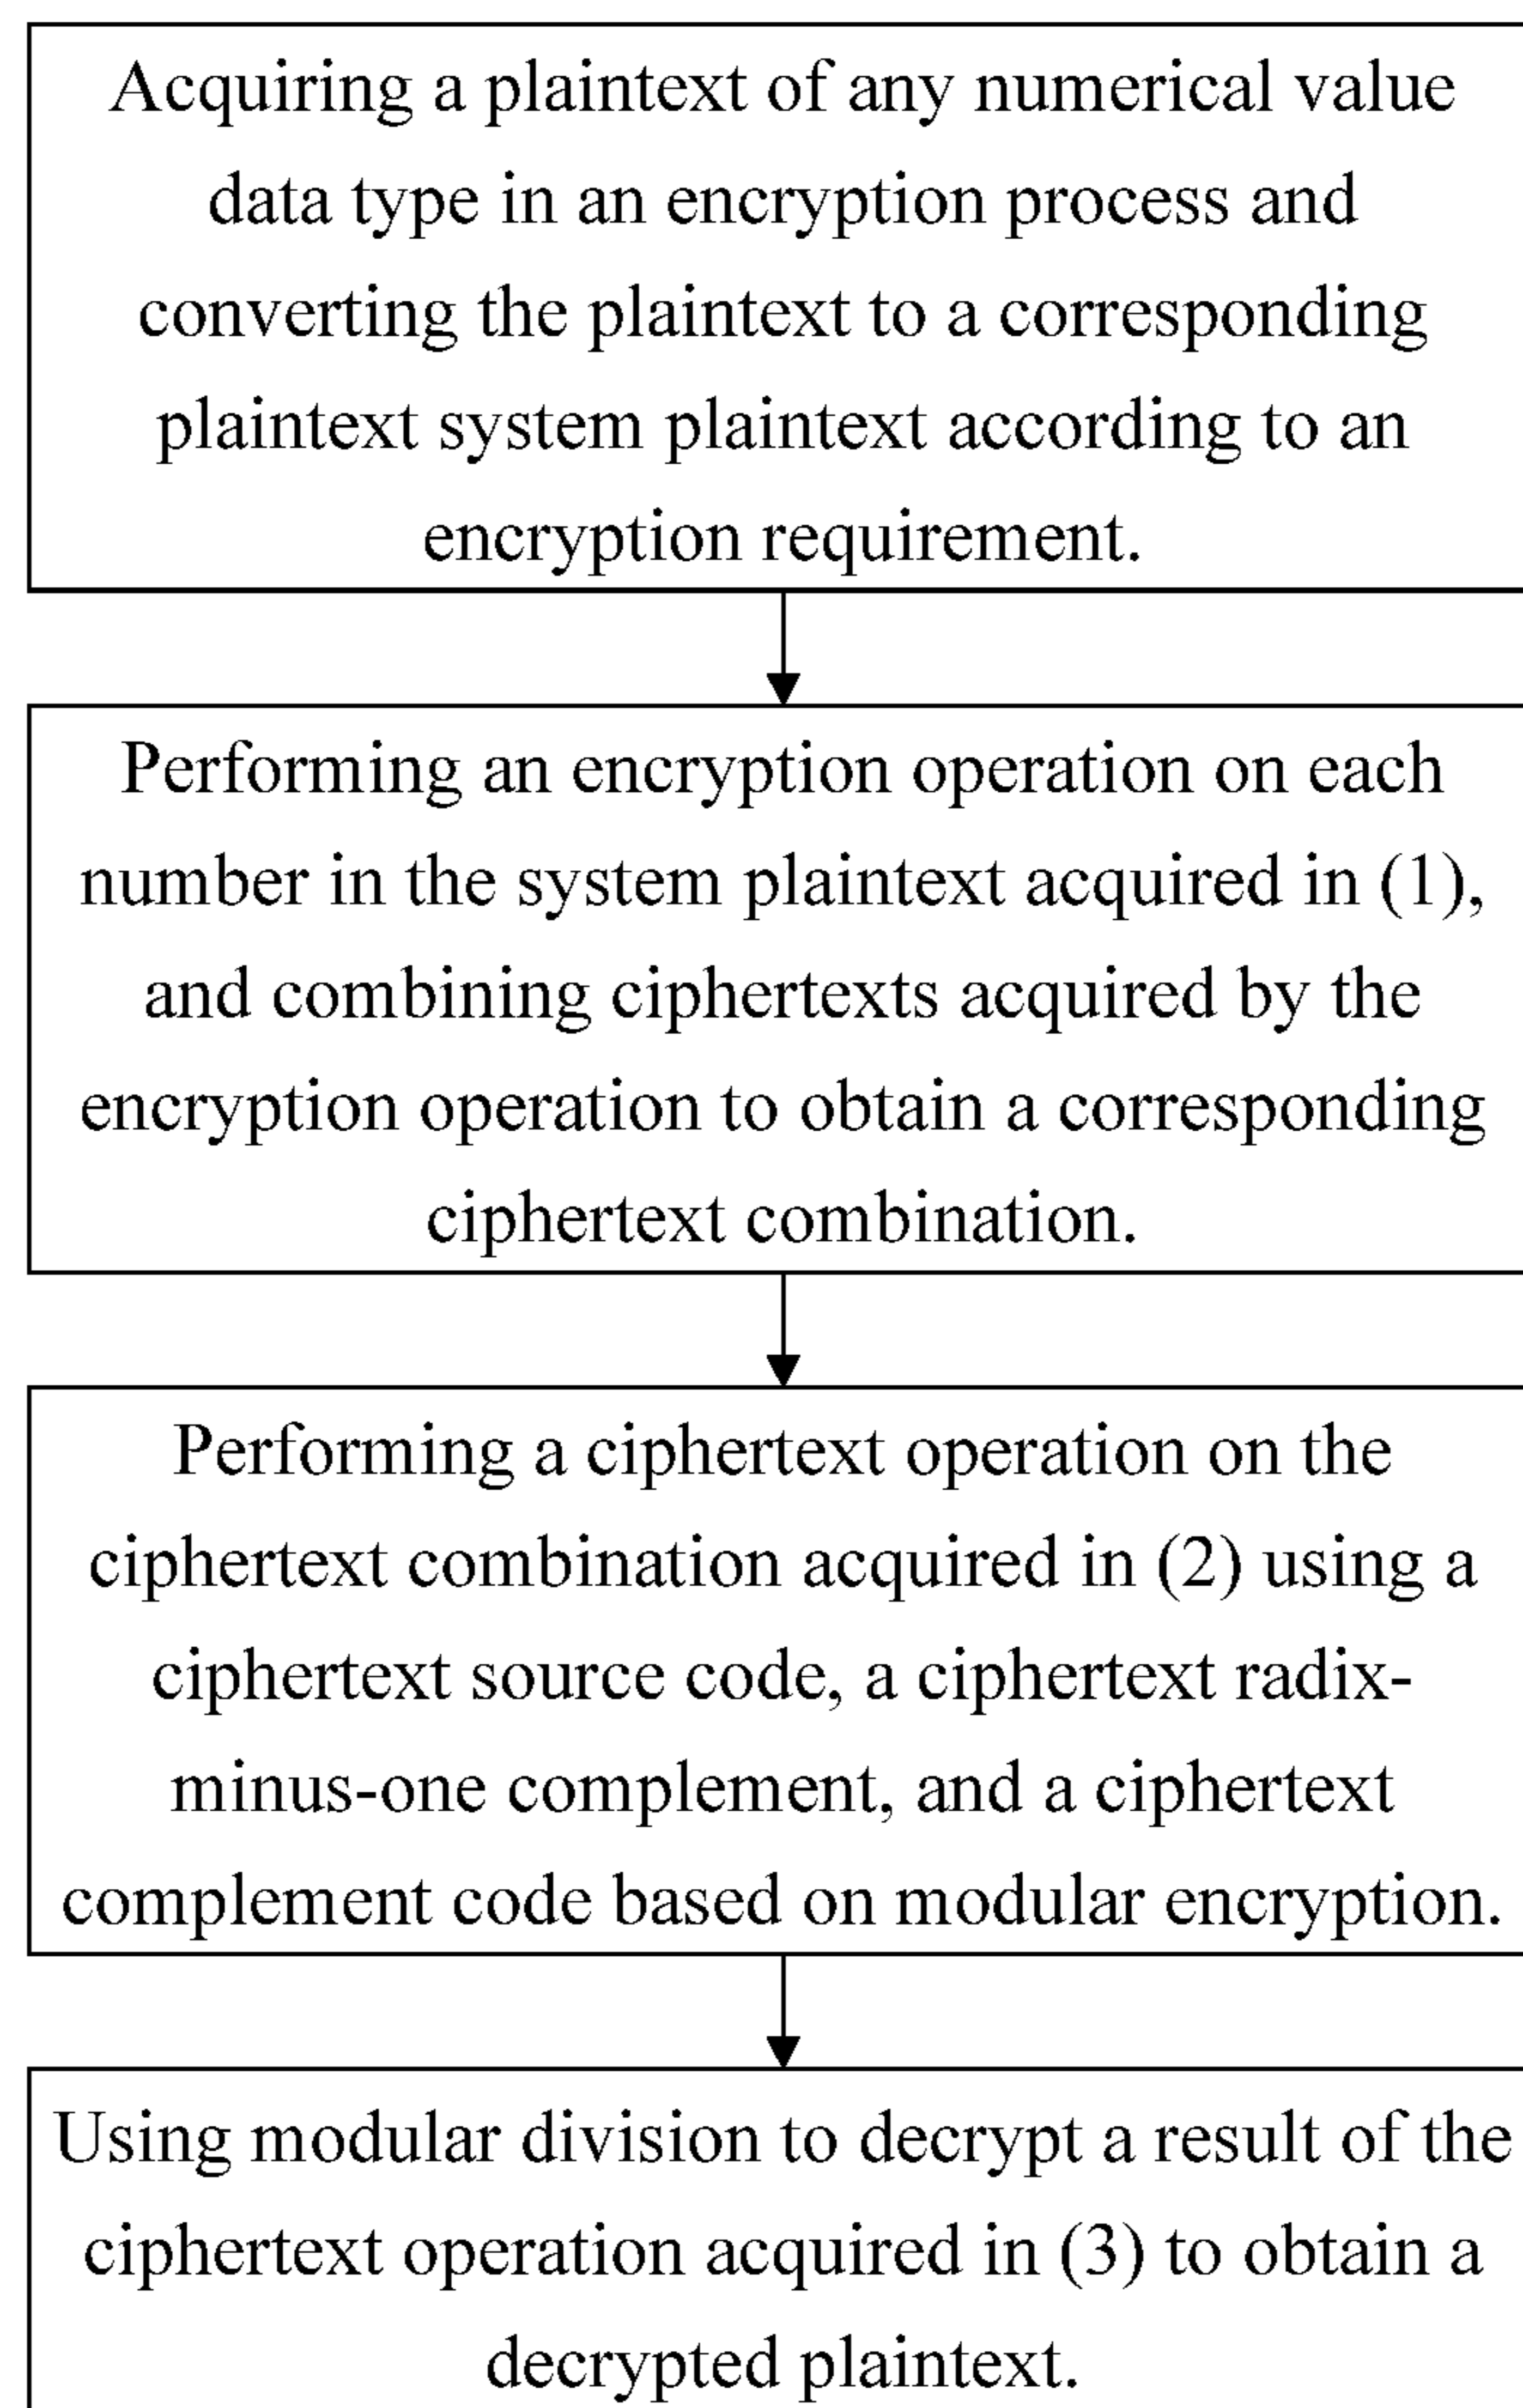 Acquiring a plaintext of any numerical value
data type in an encryption process and
converting the plaintext to a corresponding
plaintext system plaintext according to an
encryption requirement.
Performing an encryption operation on each
number in the system plaintext acquired in (1),
and combining ciphertexts acquired by the
encryption operation to obtain a corresponding
ciphertext combination.
Performing a ciphertext operation on the
ciphertext combination acquired in (2) using a
ciphertext source code, a ciphertext radix-
minus-one complement, and a ciphertext
complement code based on modular encryption.
Using modular division to decrypt a result of the
ciphertext operation acquired in (3) to obtain a
decrypted plaintext.